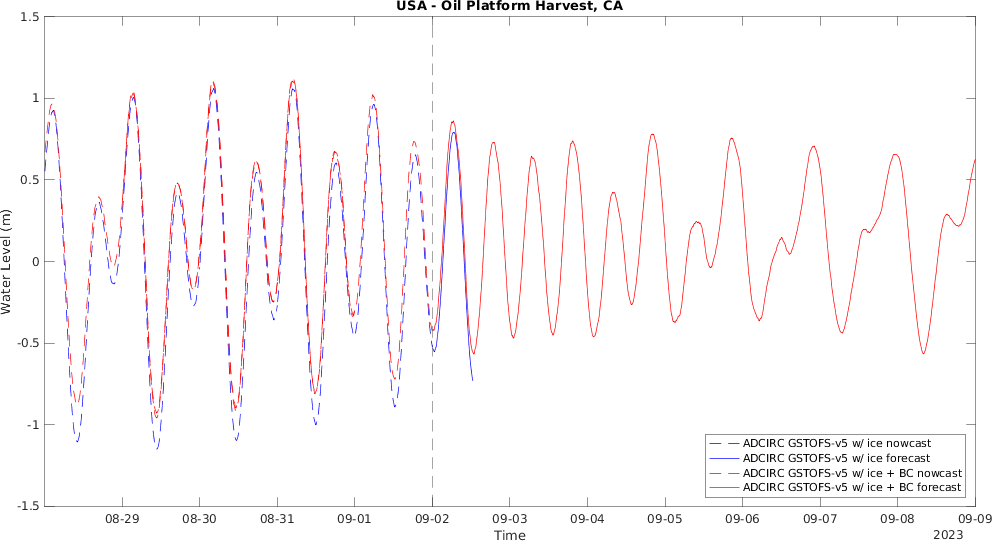 USA - Oil Platform Harvest, CA
1.5
1
0.5
0
-0.5
-1
-1.5
Water Level (m)
ADCIRC GSTOFS-v5 w/ ice nowcast
ADCIRC GSTOFS-v5 w/ ice forecast
ADCIRC GSTOFS-v5 w/ ice + BC nowcast
ADCIRC GSTOFS-v5 w/ ice + BC forecast
08-29 08-30 08-31 09-01 09-02 09-03 09-04 09-05 09-06 09-07 09-08 09-09
Time
2023